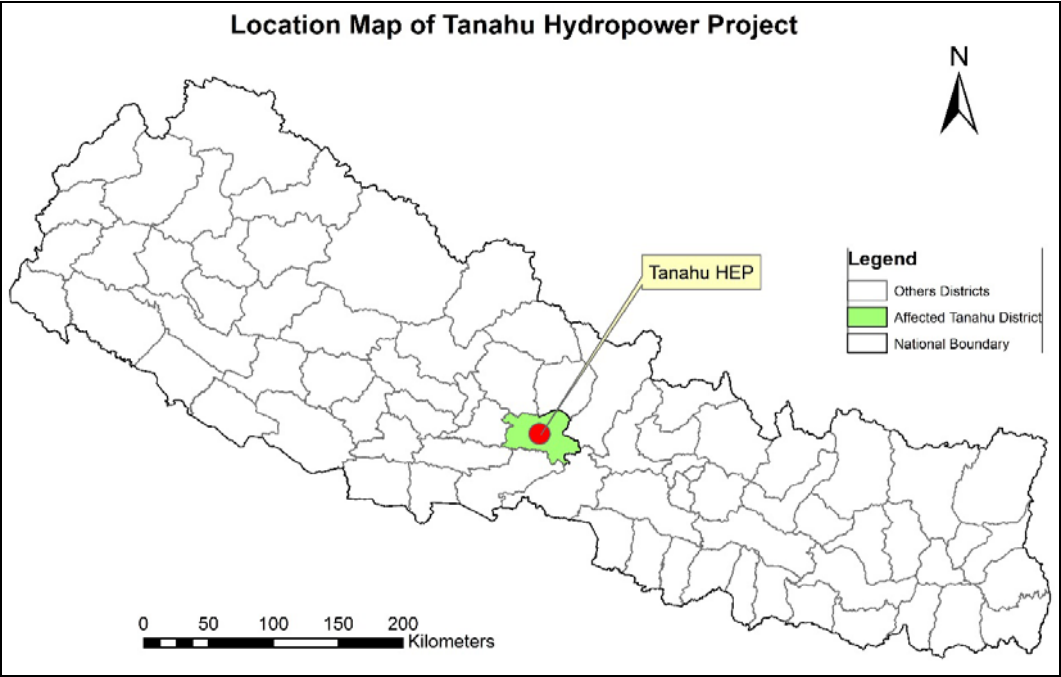 Location Map of Tanahu Hydropower Project
N
Tanahu HEP
Legend
Others Districts
Affected Tanahu District
National Boundary
0 50 100 150 200
Kilometers